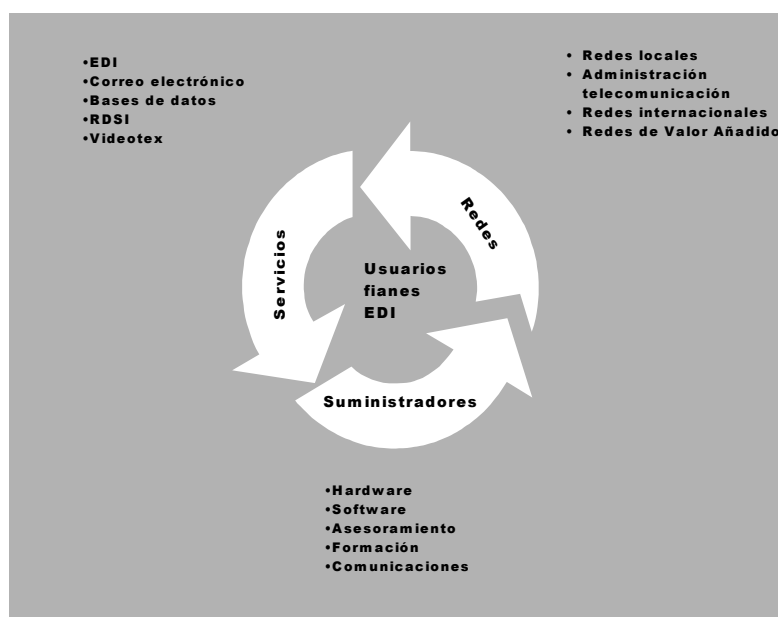 •EDI
•Correo electrónico
•Bases de datos
•RDSI
•Videotex
• Redes locales
• Administración
telecomunicación
• Redes internacionales
• Redes de Valor Añadido
Redes
Servicios
Usuarios
fianes
EDI
Suministradores
•Hardware
•Software
•Asesoramiento
•Formación
•Comunicaciones